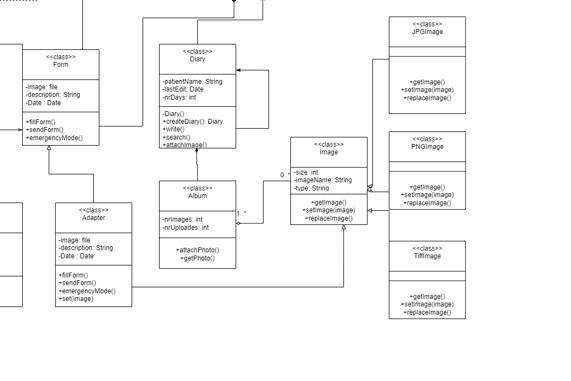 <<class>>
Form
-image: file
-description: String
-Date : Date
+fillForm()
+sendForm()
+emergencyMode()
<<class>>
Diary
-patientName: String
-lastEdit: Date
-nrDays: int
-Diary()
+createDiary(): Diary
+write()
+search()
+attachImage()
<<class>>
JPGImage
+getImage()
+setImage(image)
+replaceImage()
<<class>>
Image
-size: int
-imageName: String
-type: String
+getImage()
+setImage(image)
+replaceImage()
0..*
1..*
<<class>>
PNGImage
+getImage()
+setImage(image)
+replaceImage()
<<class>>
Album
-nrImages: int
-nrUploades: int
+attachPhoto()
+getPhoto()
<<class>>
Adapter
-image: file
-description: String
-Date : Date
+fillForm()
+sendForm()
+emergencyMode()
+set(image)
<<class>>
TiffImage
+getImage()
+setImage(image)
+replaceImage()